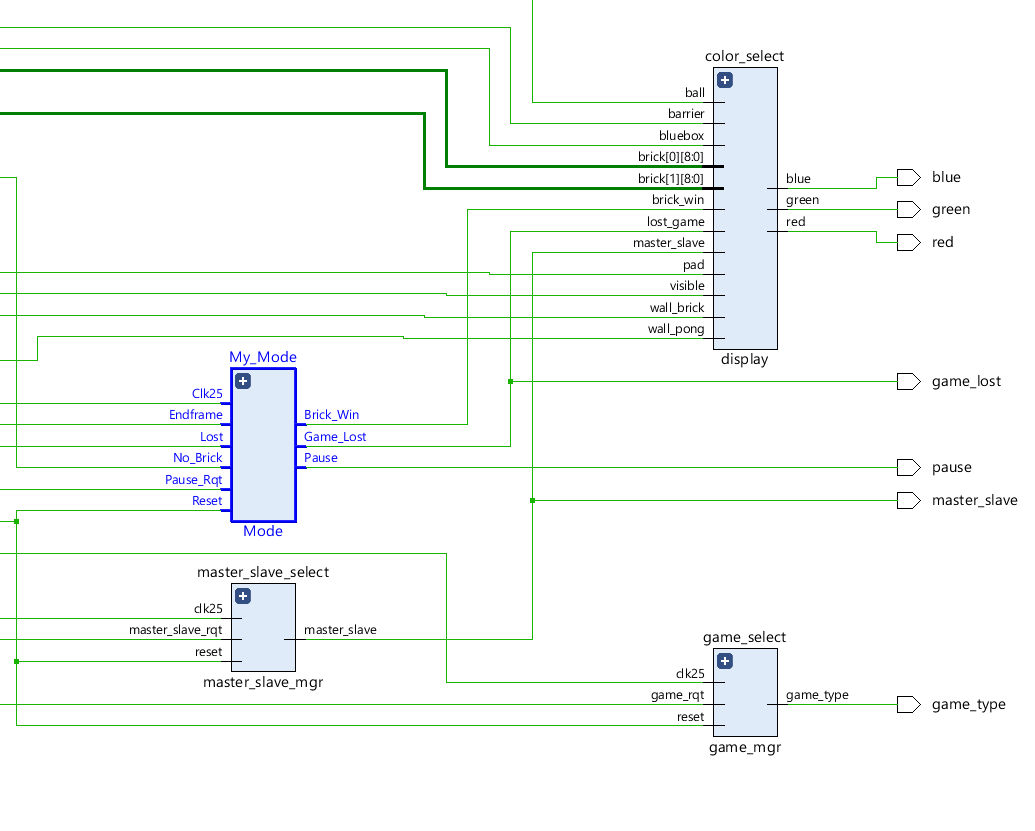 color_select
ball
barrier
bluebox
brick[0][8:0]
brick[1][8:0]
brick_win
lost_game
master_slave
pad
visible
wall_brick
wall_pong
blue
green
red
display
blue
green
red
game_lost
pause
master_slave
My_Mode
Clk25
Endframe
Lost
No_Brick
Pause_Rqt
Reset
Brick_Win
Game_Lost
Pause
Mode
master_slave_select
clk25
master_slave_rqt
reset
master_slave
master_slave_mgr
game_select
clk25
game_rqt
reset
game_type
game_mgr
game_type